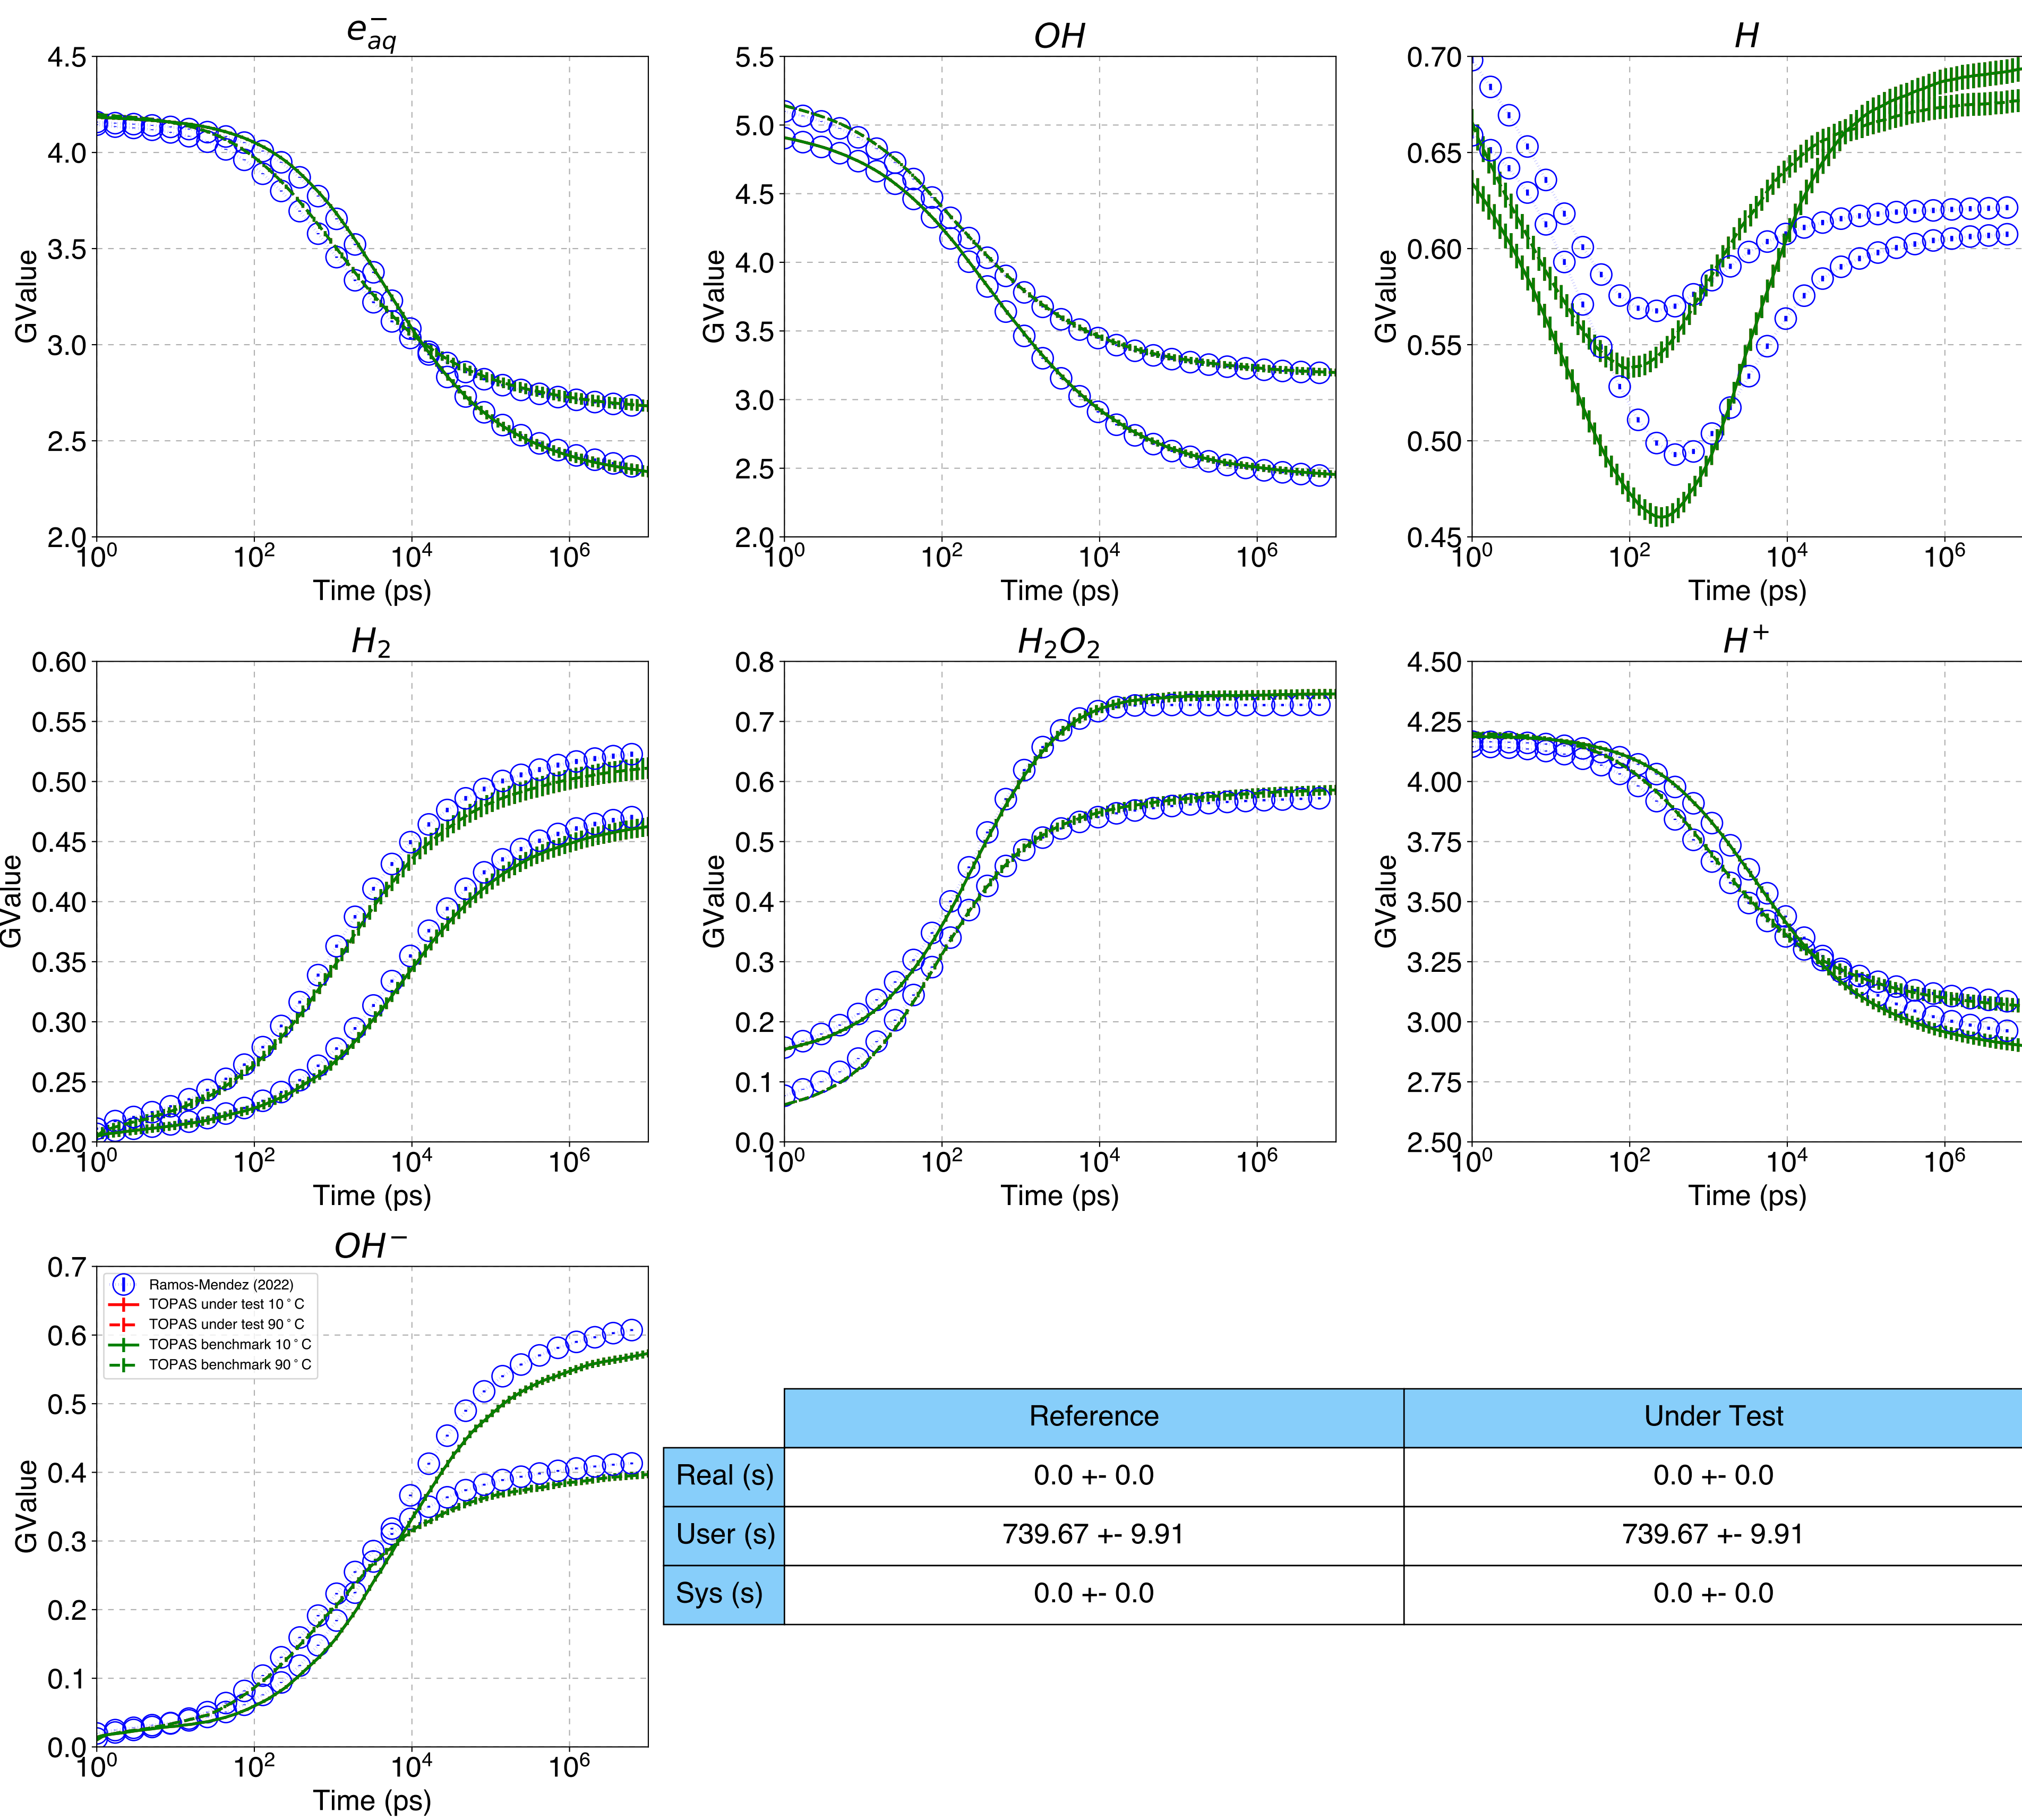 e⁻aq
4.5
4.0
3.5
3.0
2.5
2.0
GValue
10⁰ 10² 10⁴ 10⁶
Time (ps)
OH
5.5
5.0
4.5
4.0
3.5
3.0
2.5
2.0
GValue
10⁰ 10² 10⁴ 10⁶
Time (ps)
H
0.70
0.65
0.60
0.55
0.50
0.45
GValue
10⁰ 10² 10⁴ 10⁶
Time (ps)
H₂
0.60
0.55
0.50
0.45
0.40
0.35
0.30
0.25
0.20
GValue
10⁰ 10² 10⁴ 10⁶
Time (ps)
H₂O₂
0.8
0.7
0.6
0.5
0.4
0.3
0.2
0.1
0.0
GValue
10⁰ 10² 10⁴ 10⁶
Time (ps)
H⁺
4.50
4.25
4.00
3.75
3.50
3.25
3.00
2.75
2.50
GValue
10⁰ 10² 10⁴ 10⁶
Time (ps)
OH⁻
0.7
0.6
0.5
0.4
0.3
0.2
0.1
0.0
GValue
10⁰ 10² 10⁴ 10⁶
Time (ps)
Ramos-Mendez (2022)
TOPAS under test 10°C
TOPAS under test 90°C
TOPAS benchmark 10°C
TOPAS benchmark 90°C
Reference Under Test
Real (s) 0.0 +- 0.0 0.0 +- 0.0
User (s) 739.67 +- 9.91 739.67 +- 9.91
Sys (s) 0.0 +- 0.0 0.0 +- 0.0